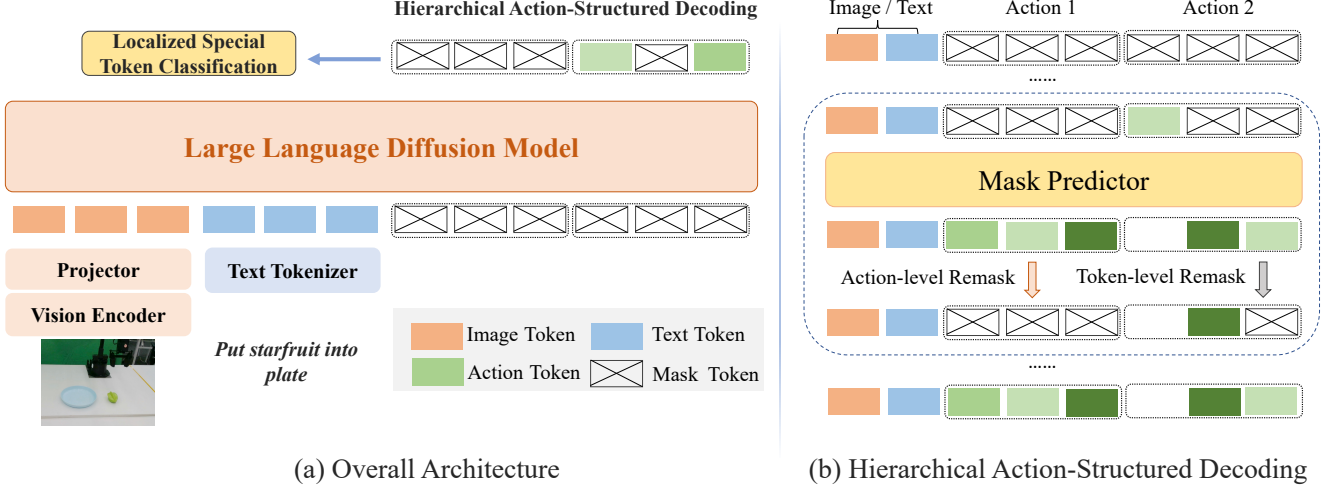 Hierarchical Action-Structured Decoding
Localized Special
Token Classification
Large Language Diffusion Model
Projector
Text Tokenizer
Vision Encoder
Put starfruit into
plate
Image Token
Text Token
Action Token
Mask Token
(a) Overall Architecture
Image / Text
Action 1
Action 2
......
Mask Predictor
Action-level Remask
Token-level Remask
......
(b) Hierarchical Action-Structured Decoding